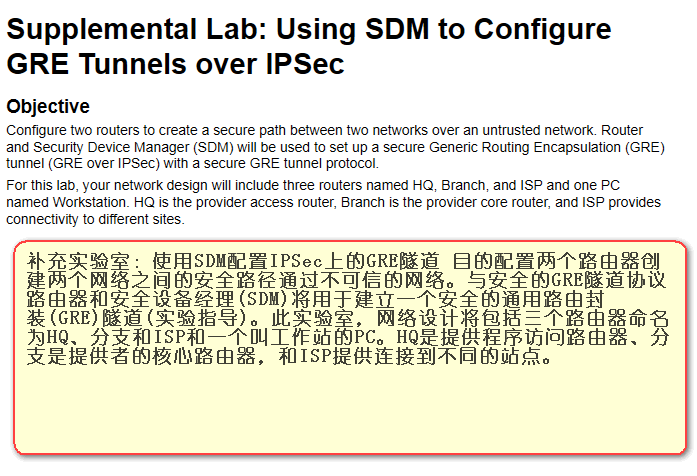 Supplemental Lab: Using SDM to Configure
GRE Tunnels over IPSec
Objective
Configure two routers to create a secure path between two networks over an untrusted network. Router
and Security Device Manager (SDM) will be used to set up a secure Generic Routing Encapsulation (GRE)
tunnel (GRE over IPSec) with a secure GRE tunnel protocol.
For this lab, your network design will include three routers named HQ, Branch, and ISP and one PC
named Workstation. HQ is the provider access router, Branch is the provider core router, and ISP provides
connectivity to different sites.
补充实验室: 使用SDM配置IPSec上的GRE隧道 目的配置两个路由器创
建两个网络之间的安全路径通过不可信的网络。与安全的GRE隧道协议
路由器和安全设备经理(SDM)将用于建立一个安全的通用路由封
装(GRE)隧道(实验指导)。此实验室, 网络设计将包括三个路由器命名
为HQ、分支和ISP和一个叫工作站的PC。HQ是提供程序访问路由器、分
支是提供者的核心路由器, 和ISP提供连接到不同的站点。